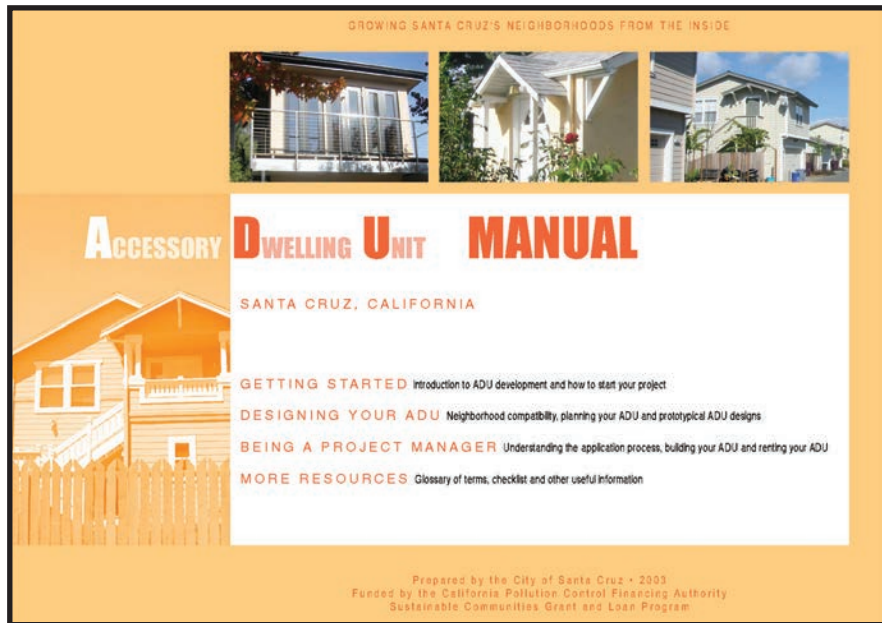 GROWING SANTA CRUZ'S NEIGHBORHOODS FROM THE INSIDE
ACCESSORY DWELLING UNIT MANUAL
SANTA CRUZ, CALIFORNIA
GETTING STARTED Introduction to ADU development and how to start your project
DESIGNING YOUR ADU Neighborhood compatibility, planning your ADU and prototypical ADU designs
BEING A PROJECT MANAGER Understanding the application process, building your ADU and renting your ADU
MORE RESOURCES Glossary of terms, checklist and other useful information
Prepared by the City of Santa Cruz • 2003
Funded by the California Pollution Control Financing Authority
Sustainable Communities Grant and Loan Program